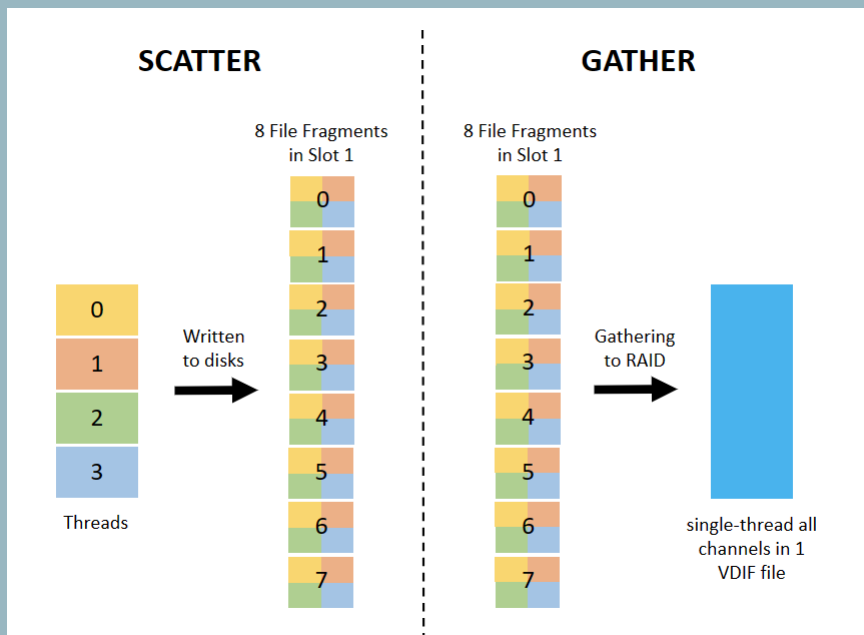 SCATTER
8 File Fragments
in Slot 1
0
1
2
3
4
5
6
7
0
1
2
3
Threads
Written
to disks
GATHER
8 File Fragments
in Slot 1
0
1
2
3
4
5
6
7
Gathering
to RAID
single-thread all
channels in 1
VDIF file